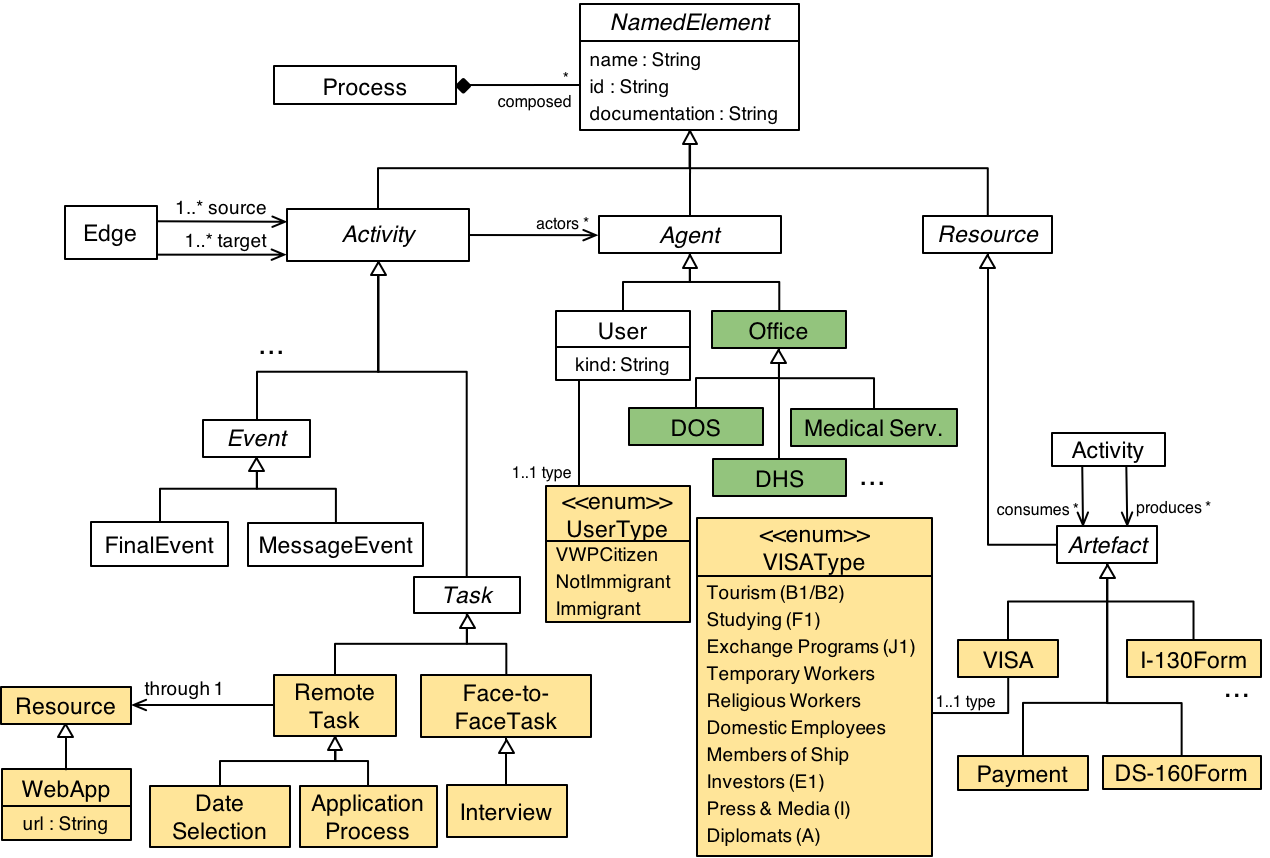 NamedElement
name : String
id : String
documentation : String
Process
*
composed
Edge
1..* source
1..* target
Activity
actors *
Agent
Resource
User
kind: String
Office
DOS
Medical Serv.
DHS
...
...
Event
FinalEvent
MessageEvent
1..1 type
<<enum>>
UserType
VWPCitizen
NotImmigrant
Immigrant
<<enum>>
VISAType
Tourism (B1/B2)
Studying (F1)
Exchange Programs (J1)
Temporary Workers
Religious Workers
Domestic Employees
Members of Ship
Investors (E1)
Press & Media (I)
Diplomats (A)
Activity
consumes *
produces *
Artefact
VISA
I-130Form
...
1..1 type
Payment
DS-160Form
Task
Resource
through 1
Remote
Task
Face-to-
FaceTask
WebApp
url : String
Date
Selection
Application
Process
Interview